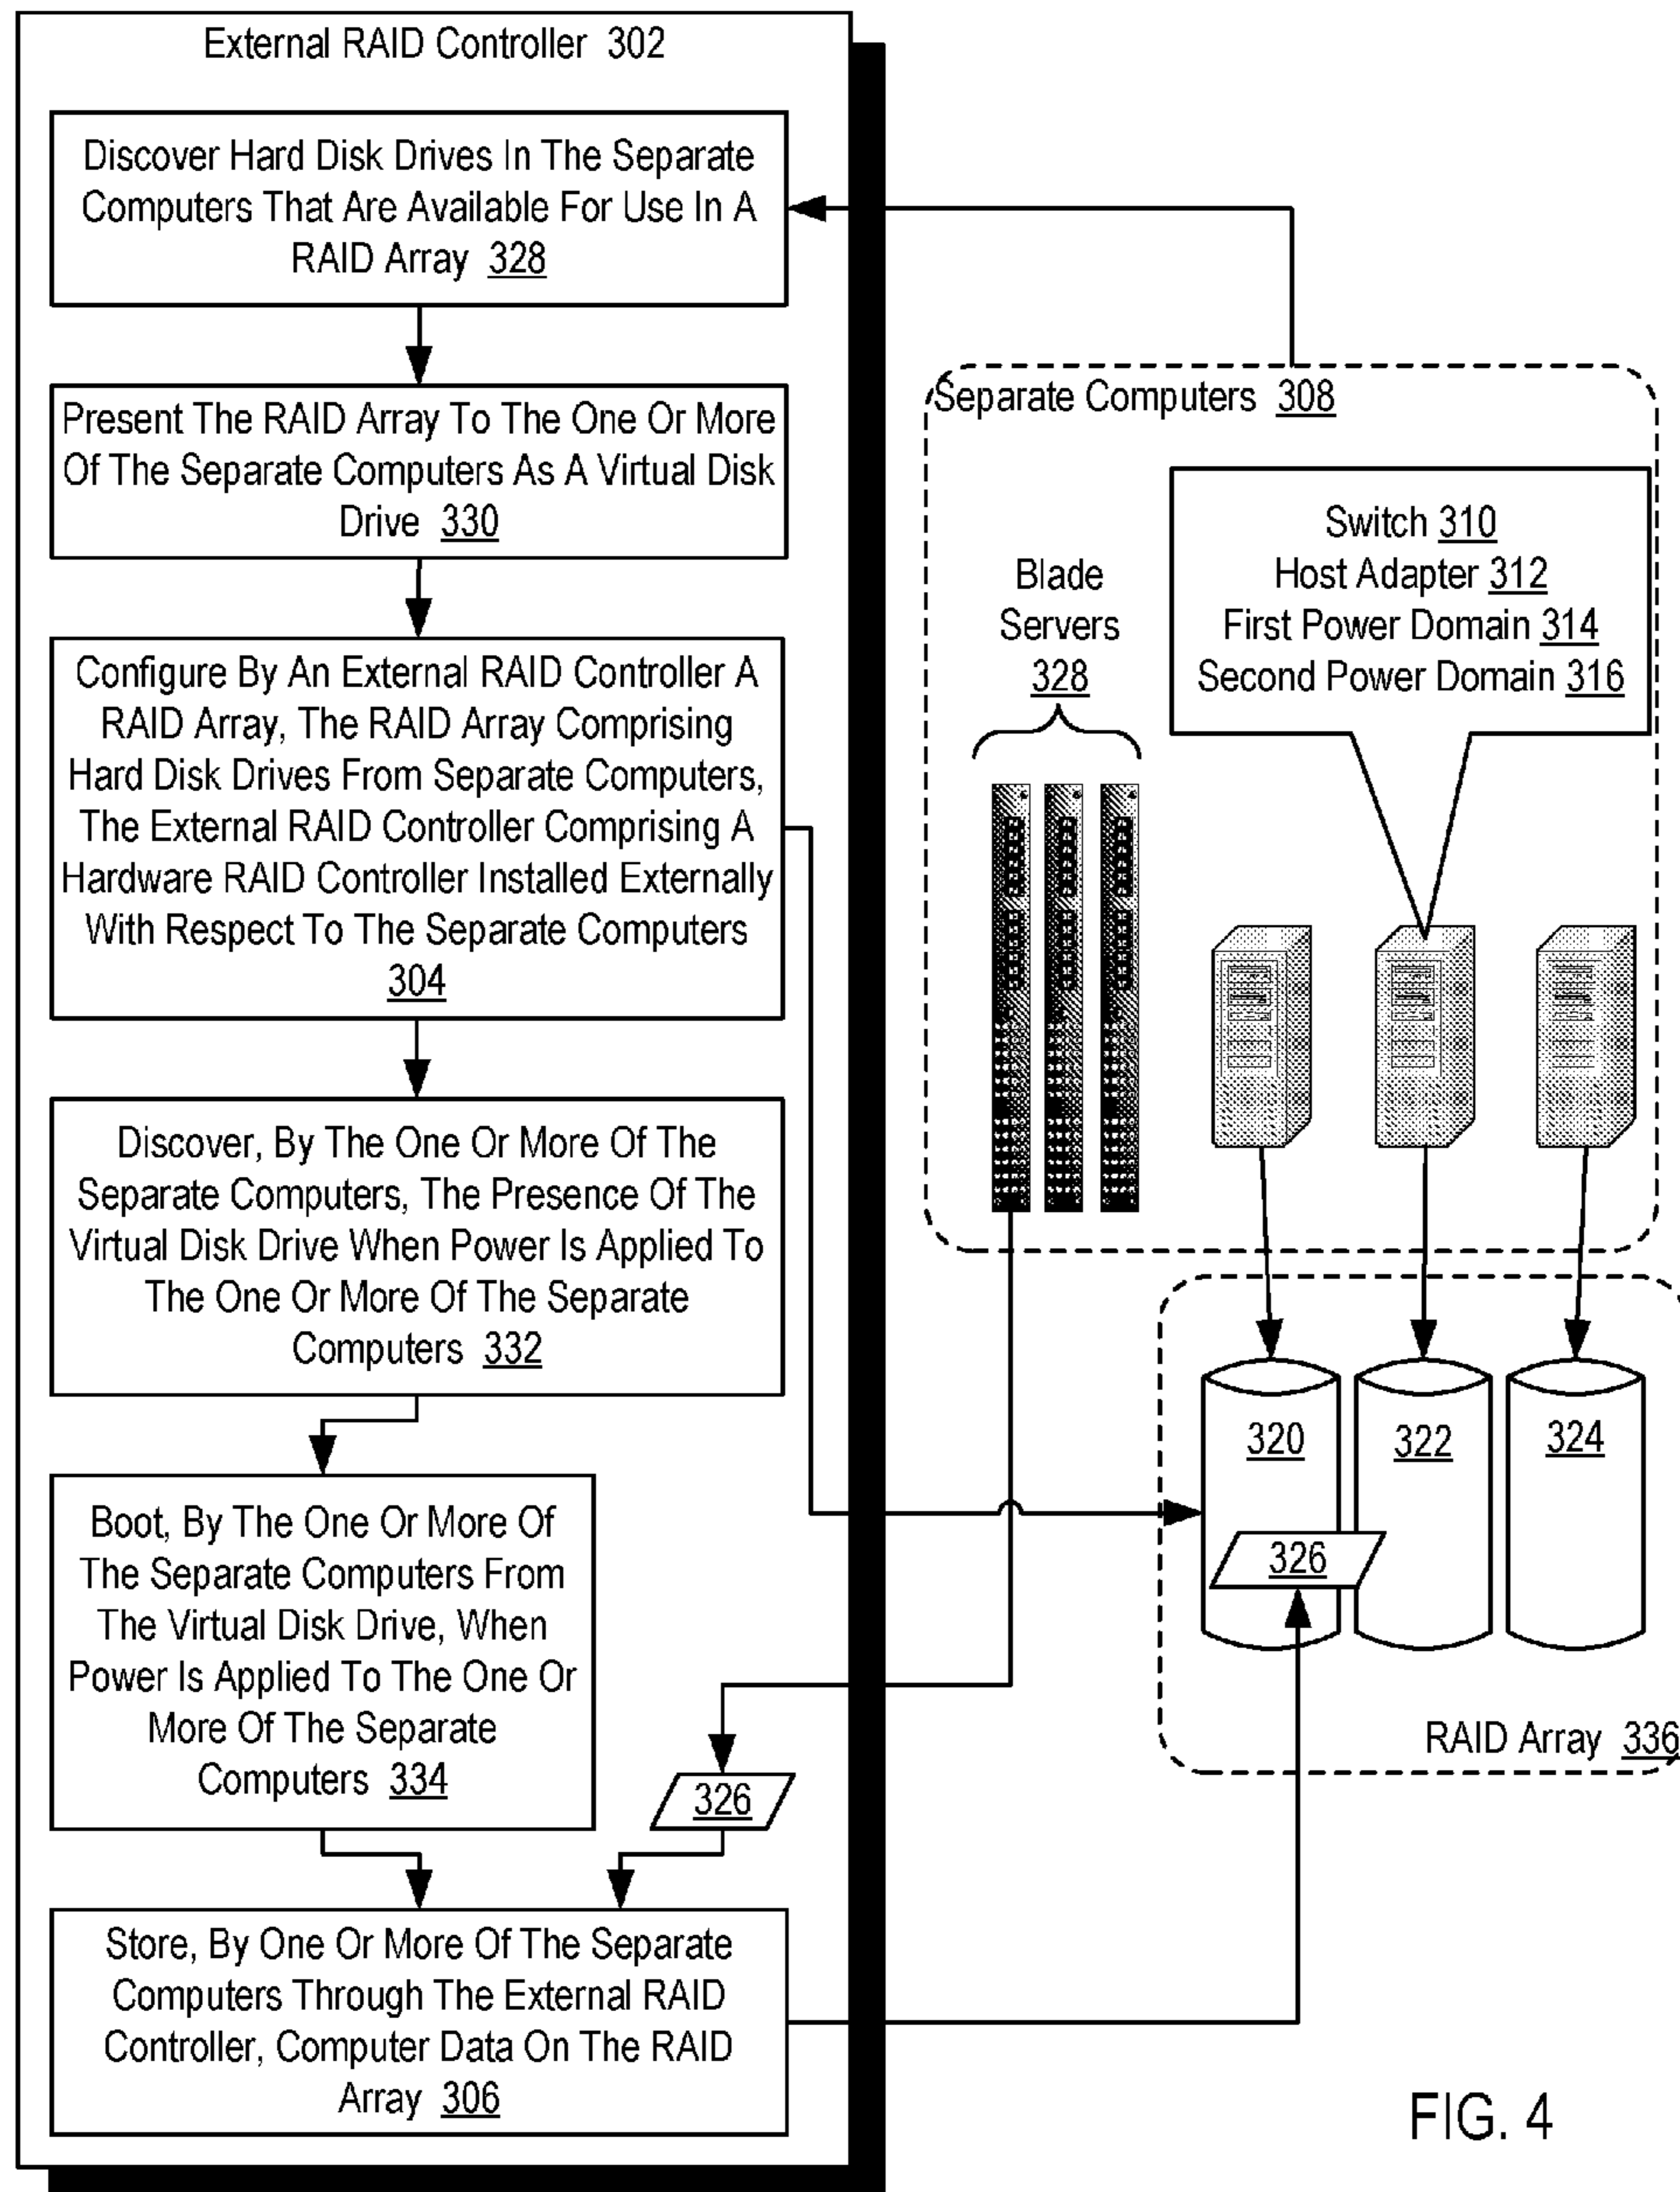 External RAID Controller 302
Discover Hard Disk Drives In The Separate
Computers That Are Available For Use In A
RAID Array 328
Present The RAID Array To The One Or More
Of The Separate Computers As A Virtual Disk
Drive 330
Configure By An External RAID Controller A
RAID Array, The RAID Array Comprising
Hard Disk Drives From Separate Computers,
The External RAID Controller Comprising A
Hardware RAID Controller Installed Externally
With Respect To The Separate Computers
304
Discover, By The One Or More Of The
Separate Computers, The Presence Of The
Virtual Disk Drive When Power Is Applied To
The One Or More Of The Separate
Computers 332
Boot, By The One Or More Of
The Separate Computers From
The Virtual Disk Drive, When
Power Is Applied To The One Or
More Of The Separate
Computers 334
326
Store, By One Or More Of The Separate
Computers Through The External RAID
Controller, Computer Data On The RAID
Array 306
Separate Computers 308
Switch 310
Host Adapter 312
First Power Domain 314
Second Power Domain 316
Blade
Servers
328
320
322
324
326
RAID Array 336
FIG. 4